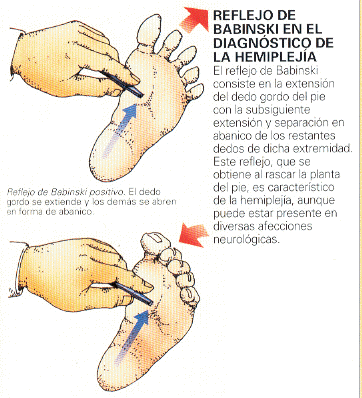 REFLEJO DE
BABINSKI EN EL
DIAGNÓSTICO DE
LA HEMIPLEJÍA
El reflejo de Babinski
consiste en la extensión
del dedo gordo del pie
con la subsiguiente
extensión y separación en
abanico de los restantes
dedos de dicha extremidad.
Este reflejo, que se
obtiene al rascar la planta
del pie, es característico
de la hemiplejía, aunque
puede estar presente en
diversas afecciones
neurológicas.
Reflejo de Babinski positivo. El dedo
gordo se extiende y los demás se abren
en forma de abanico